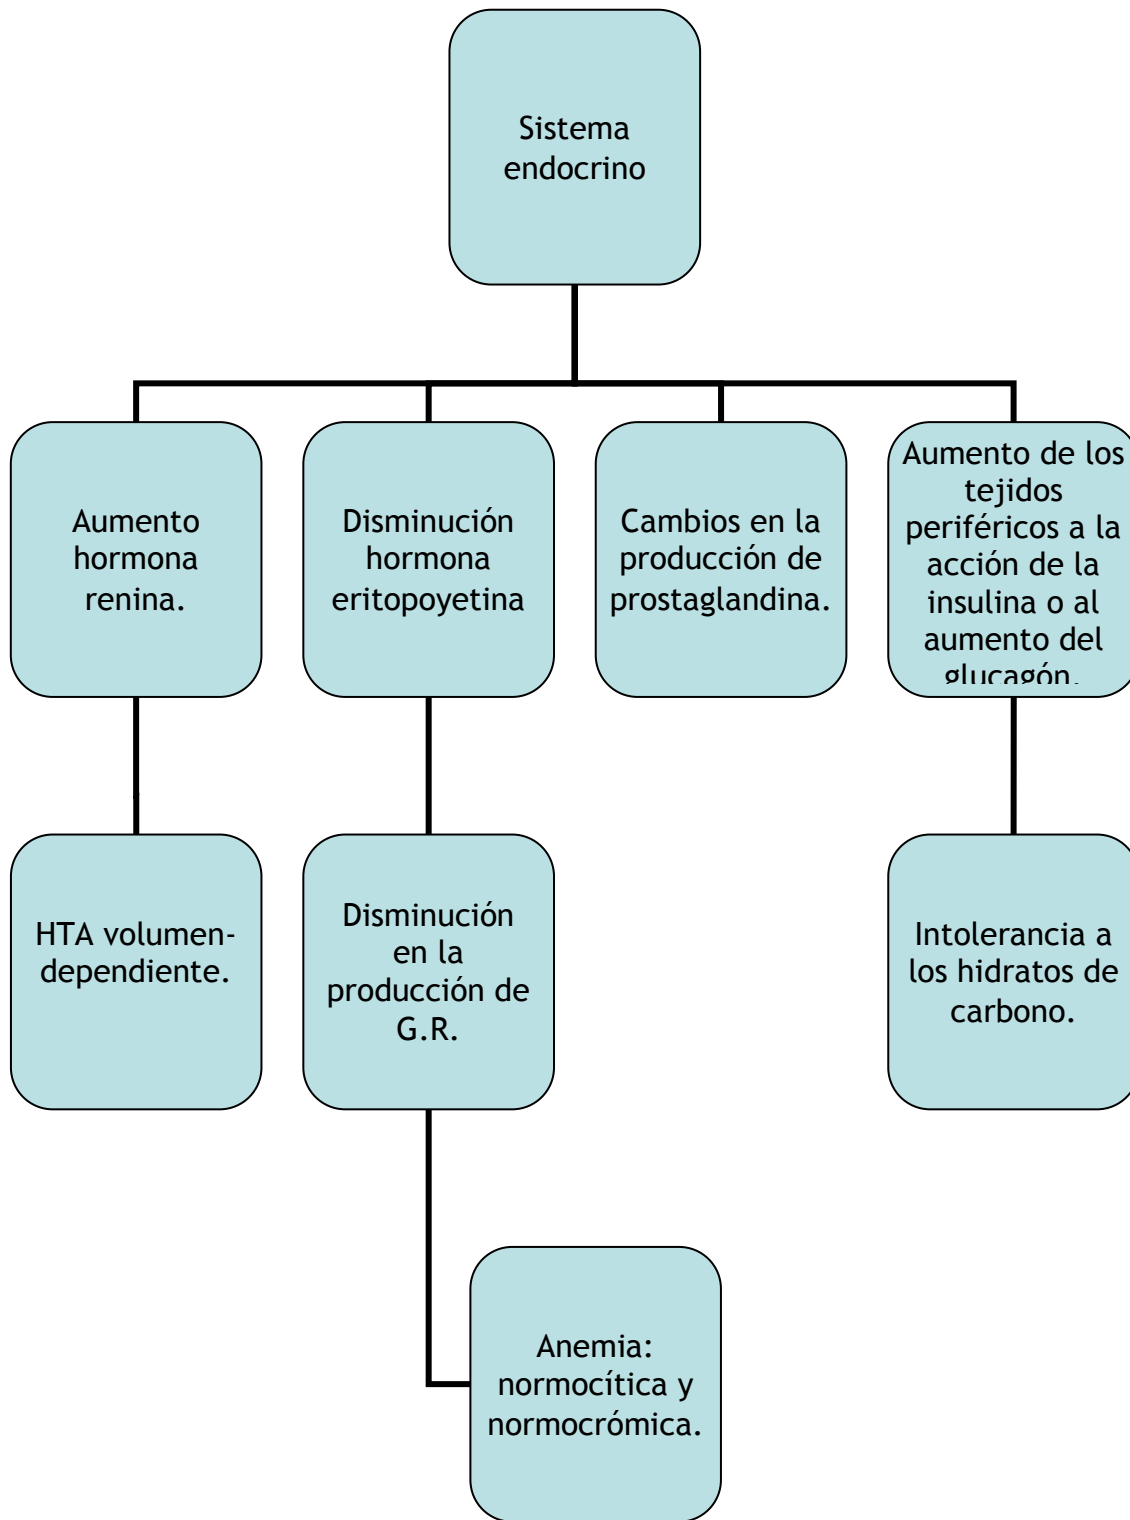 Sistema
endocrino
Aumento
hormona
renina.
Disminución
hormona
eritopoyetina
Cambios en la
producción de
prostaglandina.
Aumento de los
tejidos
periféricos a la
acción de la
insulina o al
aumento del
glucagón.
HTA volumen-
dependiente.
Disminución
en la
producción de
G.R.
Intolerancia a
los hidratos de
carbono.
Anemia:
normocítica y
normocrómica.